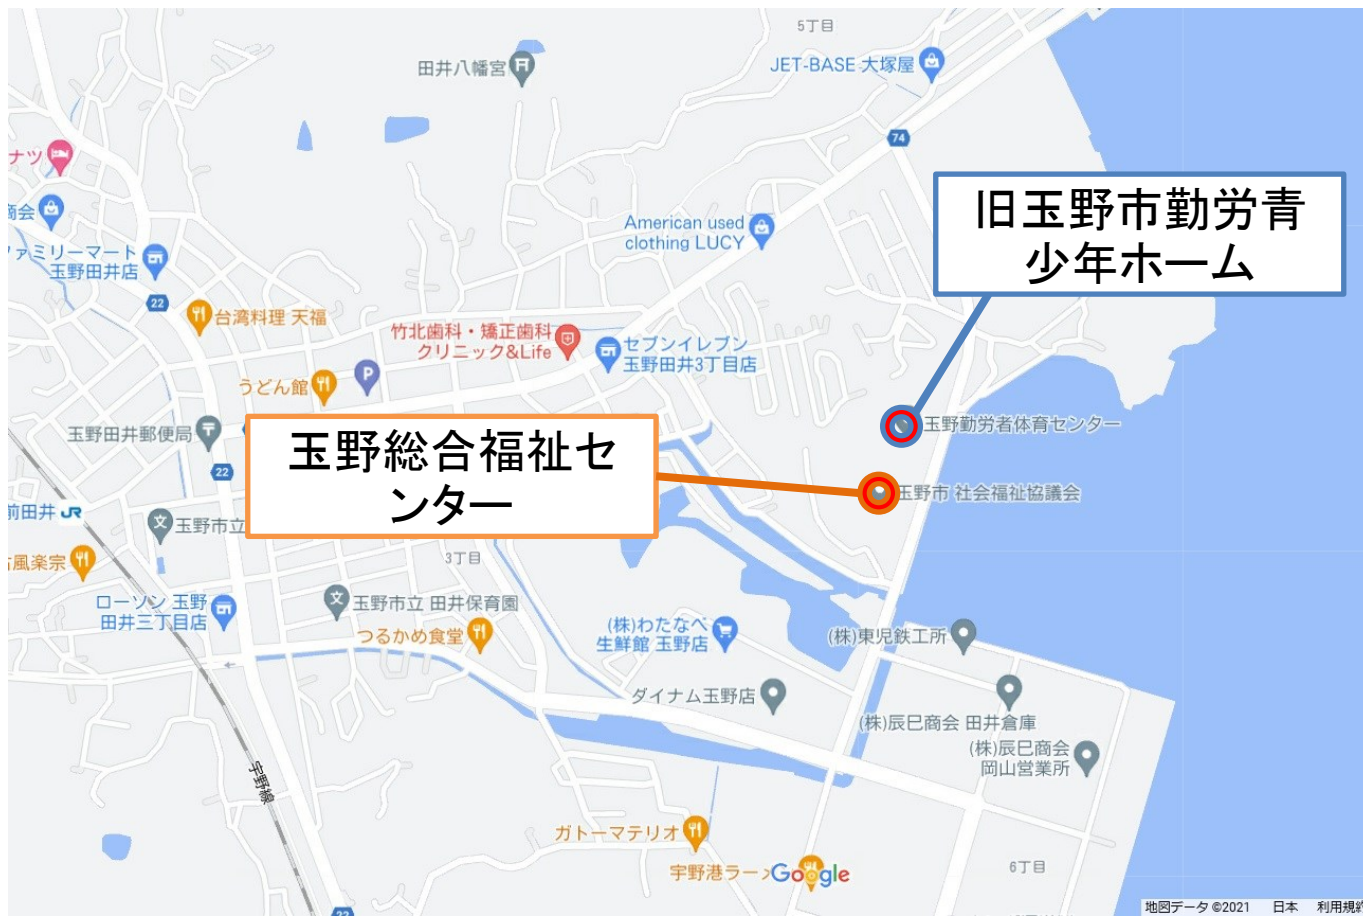 5丁目
田井八幡宮
JET-BASE 大塚屋
74
ナツ
商会
American used
clothing LUCY
旧玉野市勤労青
少年ホーム
ファミリーマート
玉野田井店
22
台湾料理 天福
竹北歯科・矯正歯科
クリニック&Life
セブンイレブン
玉野田井3丁目店
P
うどん館
玉野田井郵便局
玉野勤労者体育センター
玉野総合福祉セ
ンター
22
玉野市 社会福祉協議会
前田井 JR
文
玉野市立
風楽宗
3丁目
ローソン 玉野
田井三丁目店
文
玉野市立 田井保育園
つるかめ食堂
(株)わたなべ
生鮮館 玉野店
(株)東児鉄工所
ダイナム玉野店
(株)辰巳商会 田井倉庫
(株)辰巳商会
岡山営業所
宇野線
ガトーマテリオ
宇野港ラー
Google
6丁目
22
地図データ ©2021 日本 利用規約